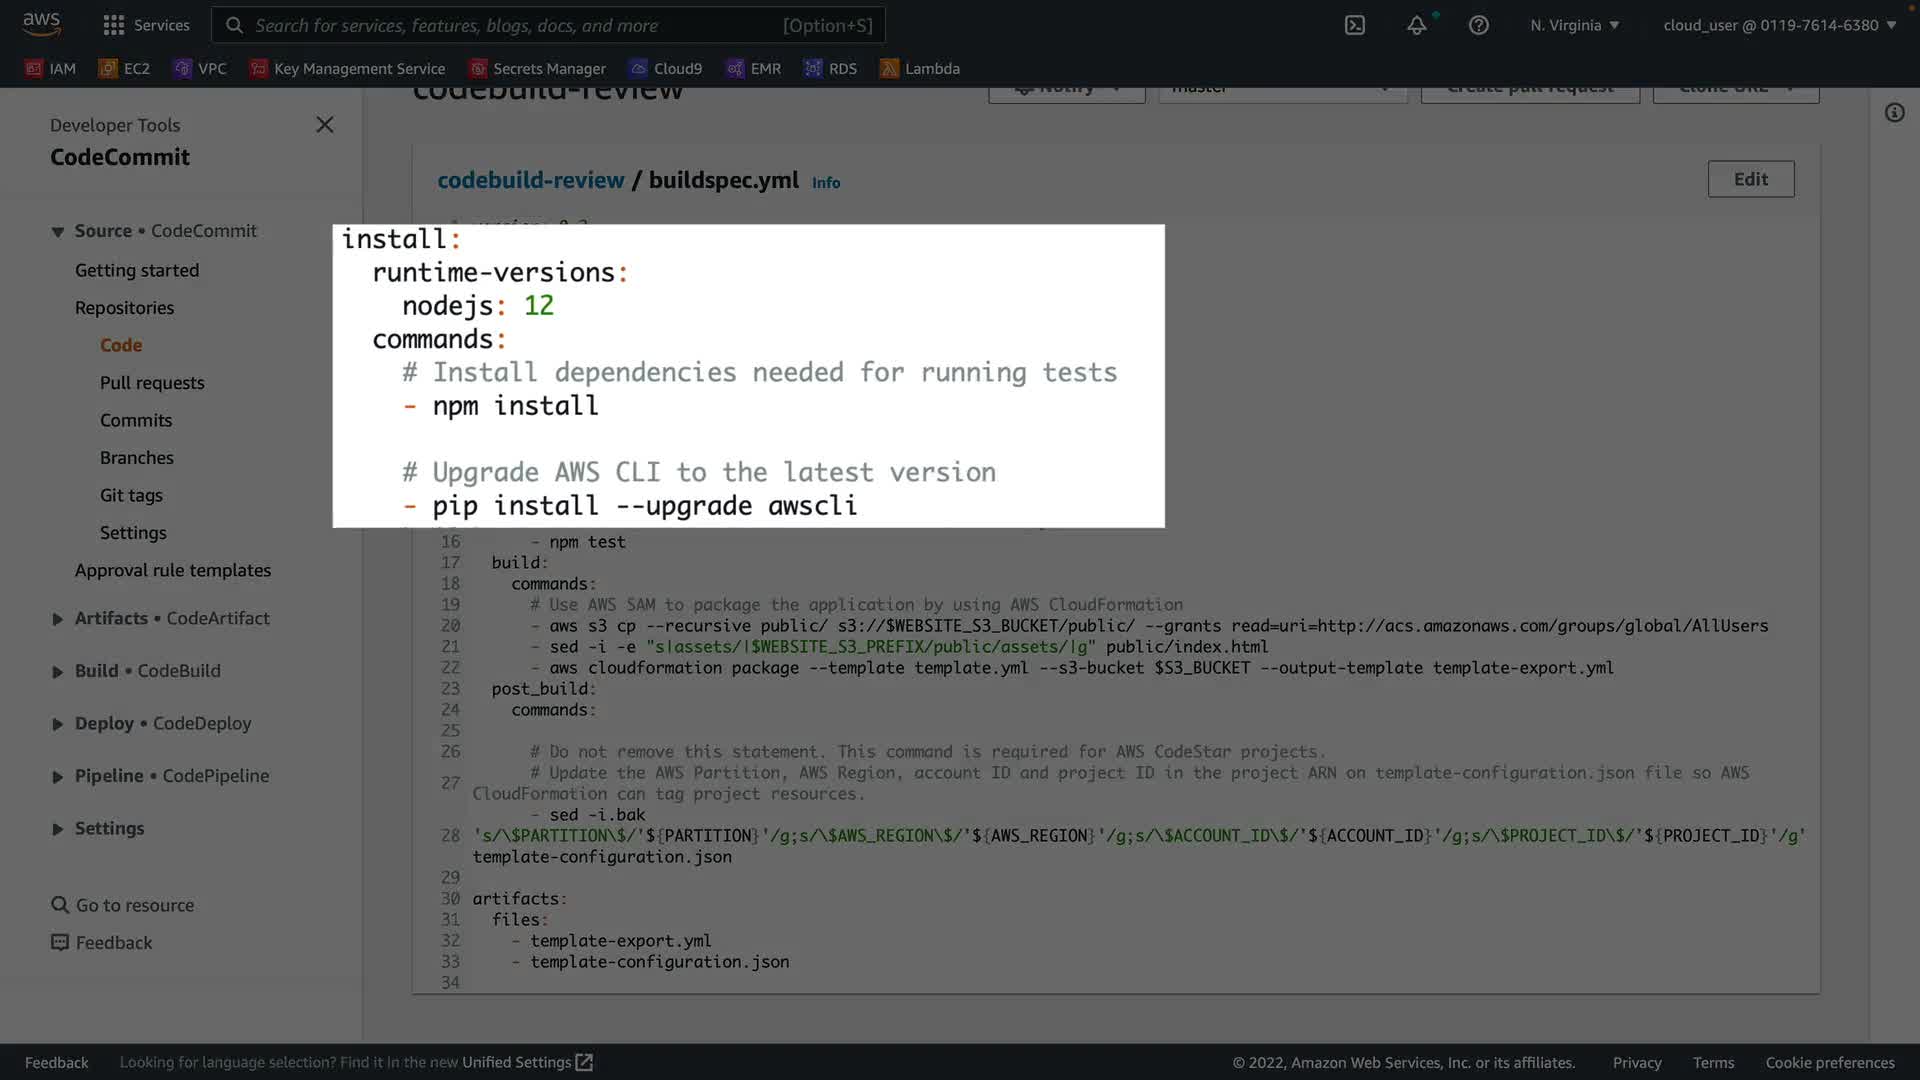 aws
Services
Search for services, features, blogs, docs, and more
[Option+S]
N. Virginia ▼
cloud_user @ 0119-7614-6380 ▼
IAM
EC2
VPC
Key Management Service
Secrets Manager
Cloud9
EMR
RDS
Lambda
codebuild-review
Notify
master
Create pull request
Clone URL
Developer Tools
CodeCommit
Source • CodeCommit
Getting started
Repositories
Code
Pull requests
Commits
Branches
Git tags
Settings
Approval rule templates
Artifacts • CodeArtifact
Build • CodeBuild
Deploy • CodeDeploy
Pipeline • CodePipeline
Settings
Go to resource
Feedback
codebuild-review / buildspec.yml Info
Edit
install:
runtime-versions:
nodejs: 12
commands:
# Install dependencies needed for running tests
- npm install
# Upgrade AWS CLI to the latest version
- pip install --upgrade awscli
16 - npm test
17 build:
18 commands:
19 # Use AWS SAM to package the application by using AWS CloudFormation
20 - aws s3 cp --recursive public/ s3://$WEBSITE_S3_BUCKET/public/ --grants read=uri=http://acs.amazonaws.com/groups/global/AllUsers
21 - sed -i -e "s|assets/|$WEBSITE_S3_PREFIX/public/assets/|g" public/index.html
22 - aws cloudformation package --template template.yml --s3-bucket $S3_BUCKET --output-template template-export.yml
23 post_build:
24 commands:
25
26 # Do not remove this statement. This command is required for AWS CodeStar projects.
27 # Update the AWS Partition, AWS Region, account ID and project ID in the project ARN on template-configuration.json file so AWS
CloudFormation can tag project resources.
- sed -i.bak
28 's/\$PARTITION\$/'${PARTITION}'/g;s/\$AWS_REGION\$/'${AWS_REGION}'/g;s/\$ACCOUNT_ID\$/'${ACCOUNT_ID}'/g;s/\$PROJECT_ID\$/'${PROJECT_ID}'/g'
template-configuration.json
29
30 artifacts:
31 files:
32 - template-export.yml
33 - template-configuration.json
34
Feedback
Looking for language selection? Find it in the new Unified Settings
© 2022, Amazon Web Services, Inc. or its affiliates.
Privacy
Terms
Cookie preferences